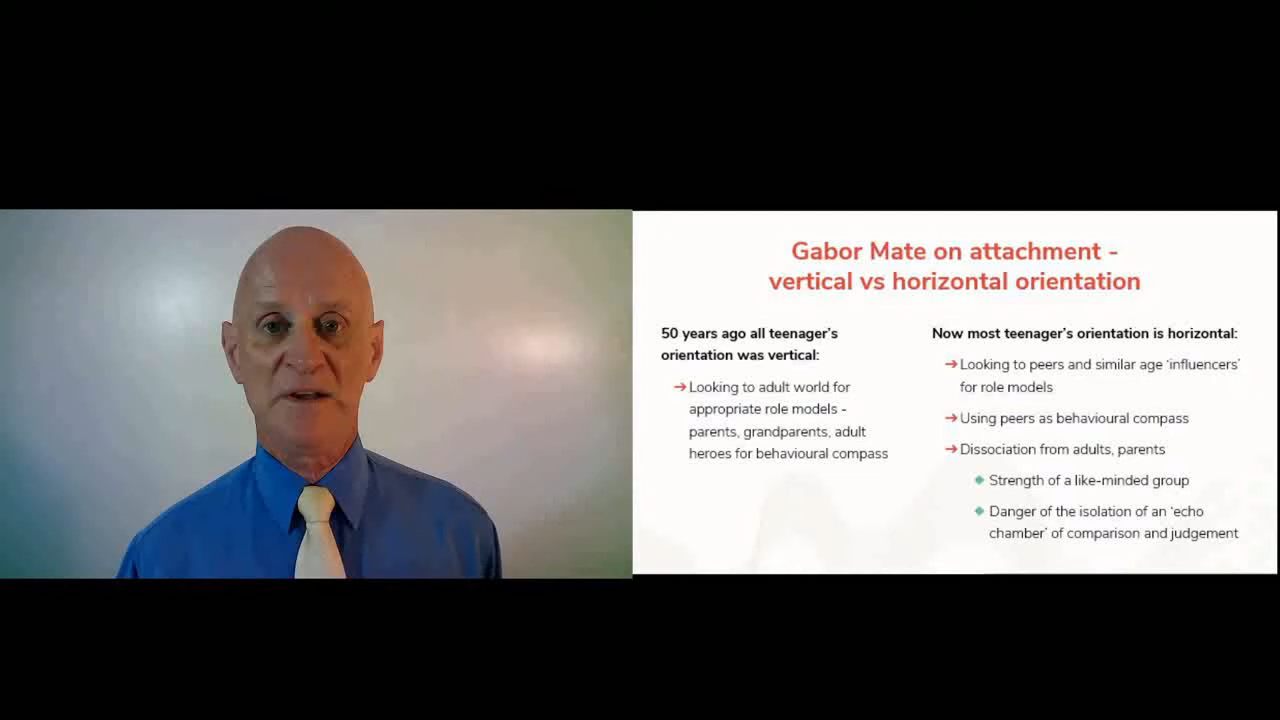 Gabor Mate on attachment -
vertical vs horizontal orientation
50 years ago all teenager's
orientation was vertical:
➔Looking to adult world for
appropriate role models -
parents, grandparents, adult
heroes for behavioural compass
Now most teenager's orientation is horizontal:
➔Looking to peers and similar age 'influencers'
for role models
➔Using peers as behavioural compass
➔Dissociation from adults, parents
◆ Strength of a like-minded group
◆ Danger of the isolation of an 'echo
chamber' of comparison and judgement